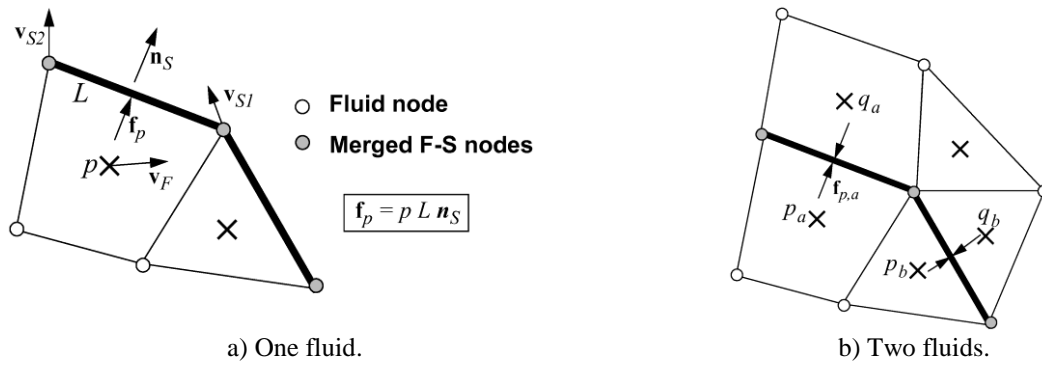 v_S2
n_S
L
v_S1
f_p
p
v_F
Fluid node
Merged F-S nodes
f_p = p L n_S
a) One fluid.
q_a
f_p,a
p_a
q_b
p_b
b) Two fluids.